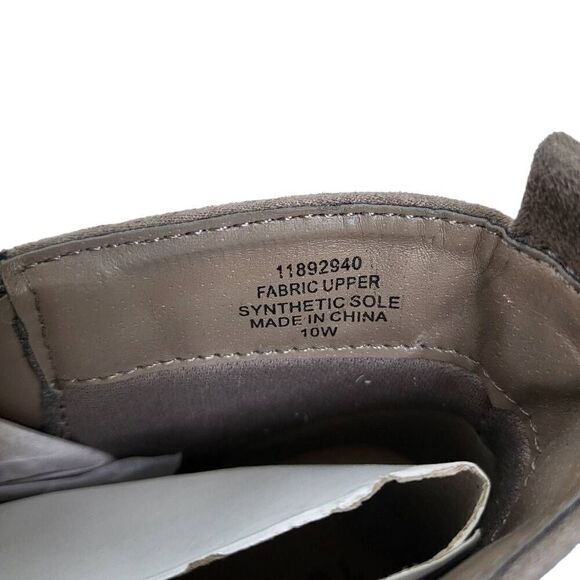 11892940
FABRIC UPPER
SYNTHETIC SOLE
MADE IN CHINA
10W